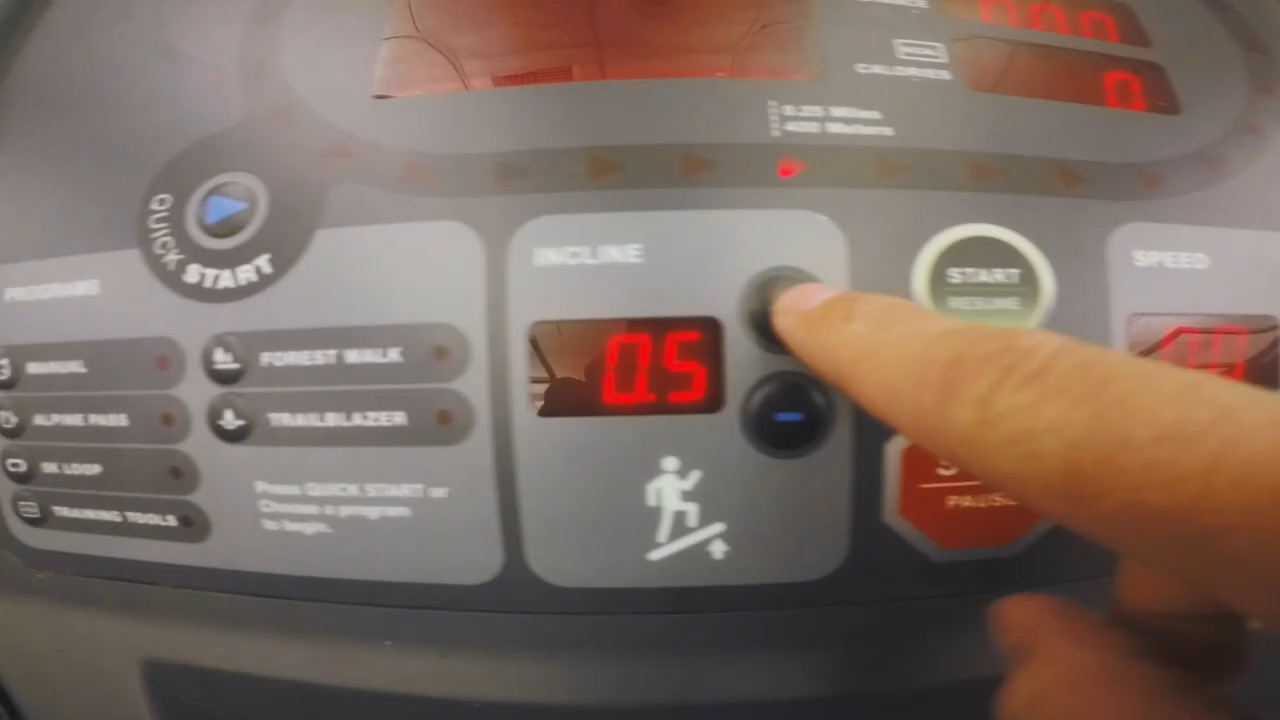 000
CALORIES
0
0.25 Miles
400 Meters
QUICK
START
PROGRAMS
MANUAL
ALPINE PASS
5K LOOP
TRAINING TOOLS
FOREST WALK
TRAILBLAZER
Press QUICK START or
Choose a program
to begin.
INCLINE
0.5
START
RESUME
PAUSE
SPEED